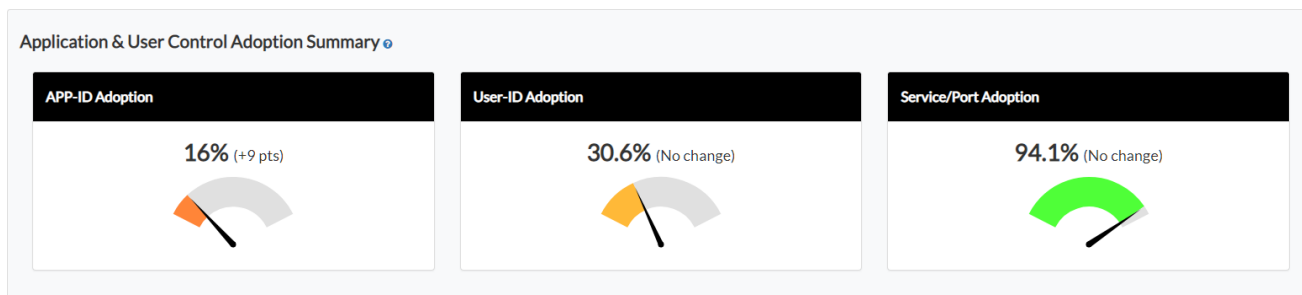 Application & User Control Adoption Summary ?
APP-ID Adoption
16% (+9 pts)
User-ID Adoption
30.6% (No change)
Service/Port Adoption
94.1% (No change)